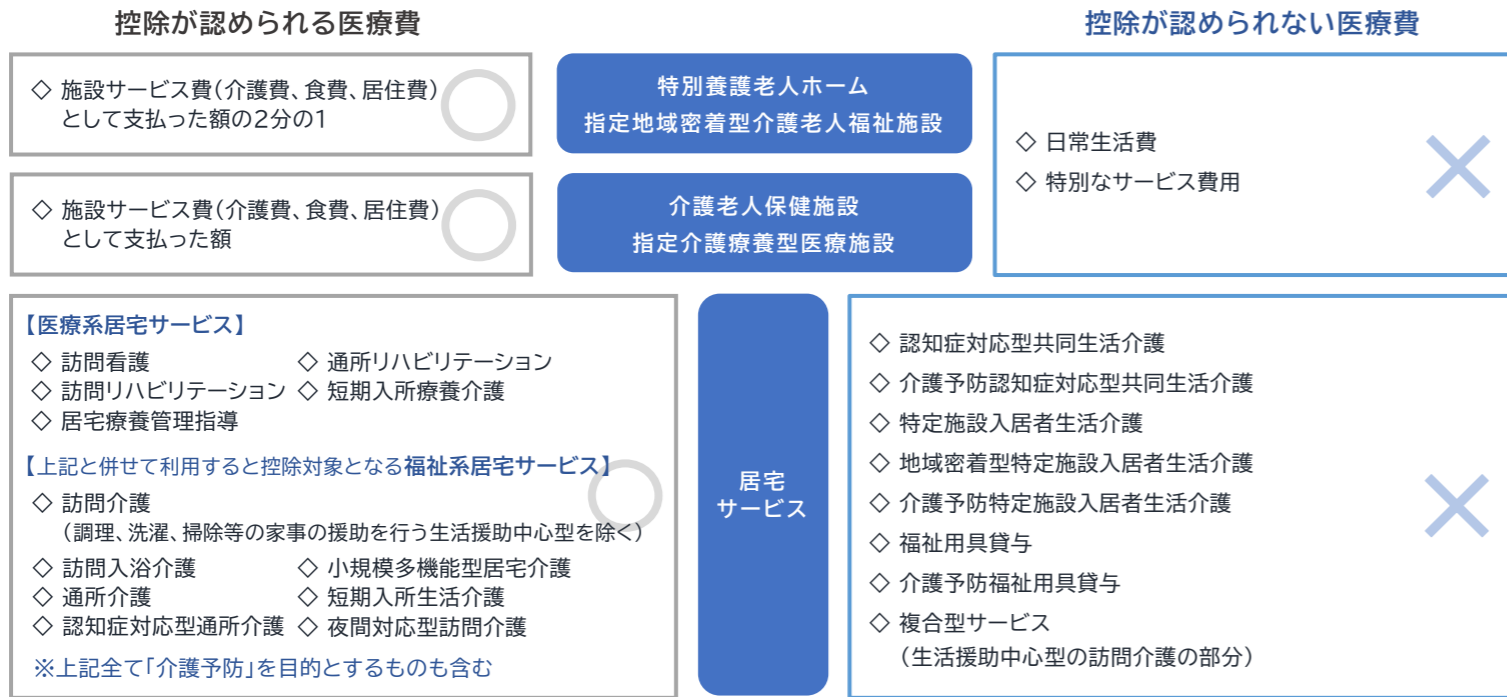 控除が認められる医療費
控除が認められない医療費
◇ 施設サービス費(介護費、食費、居住費)
として支払った額の2分の1
特別養護老人ホーム
指定地域密着型介護老人福祉施設
◇ 施設サービス費(介護費、食費、居住費)
として支払った額
介護老人保健施設
指定介護療養型医療施設
◇ 日常生活費
◇ 特別なサービス費用
【医療系居宅サービス】
◇ 訪問看護 ◇ 通所リハビリテーション
◇ 訪問リハビリテーション ◇ 短期入所療養介護
◇ 居宅療養管理指導
【上記と併せて利用すると控除対象となる福祉系居宅サービス】
◇ 訪問介護
(調理、洗濯、掃除等の家事の援助を行う生活援助中心型を除く)
◇ 訪問入浴介護 ◇ 小規模多機能型居宅介護
◇ 通所介護 ◇ 短期入所生活介護
◇ 認知症対応型通所介護 ◇ 夜間対応型訪問介護
※上記全て「介護予防」を目的とするものも含む
居宅
サービス
◇ 認知症対応型共同生活介護
◇ 介護予防認知症対応型共同生活介護
◇ 特定施設入居者生活介護
◇ 地域密着型特定施設入居者生活介護
◇ 介護予防特定施設入居者生活介護
◇ 福祉用具貸与
◇ 介護予防福祉用具貸与
◇ 複合型サービス
(生活援助中心型の訪問介護の部分)